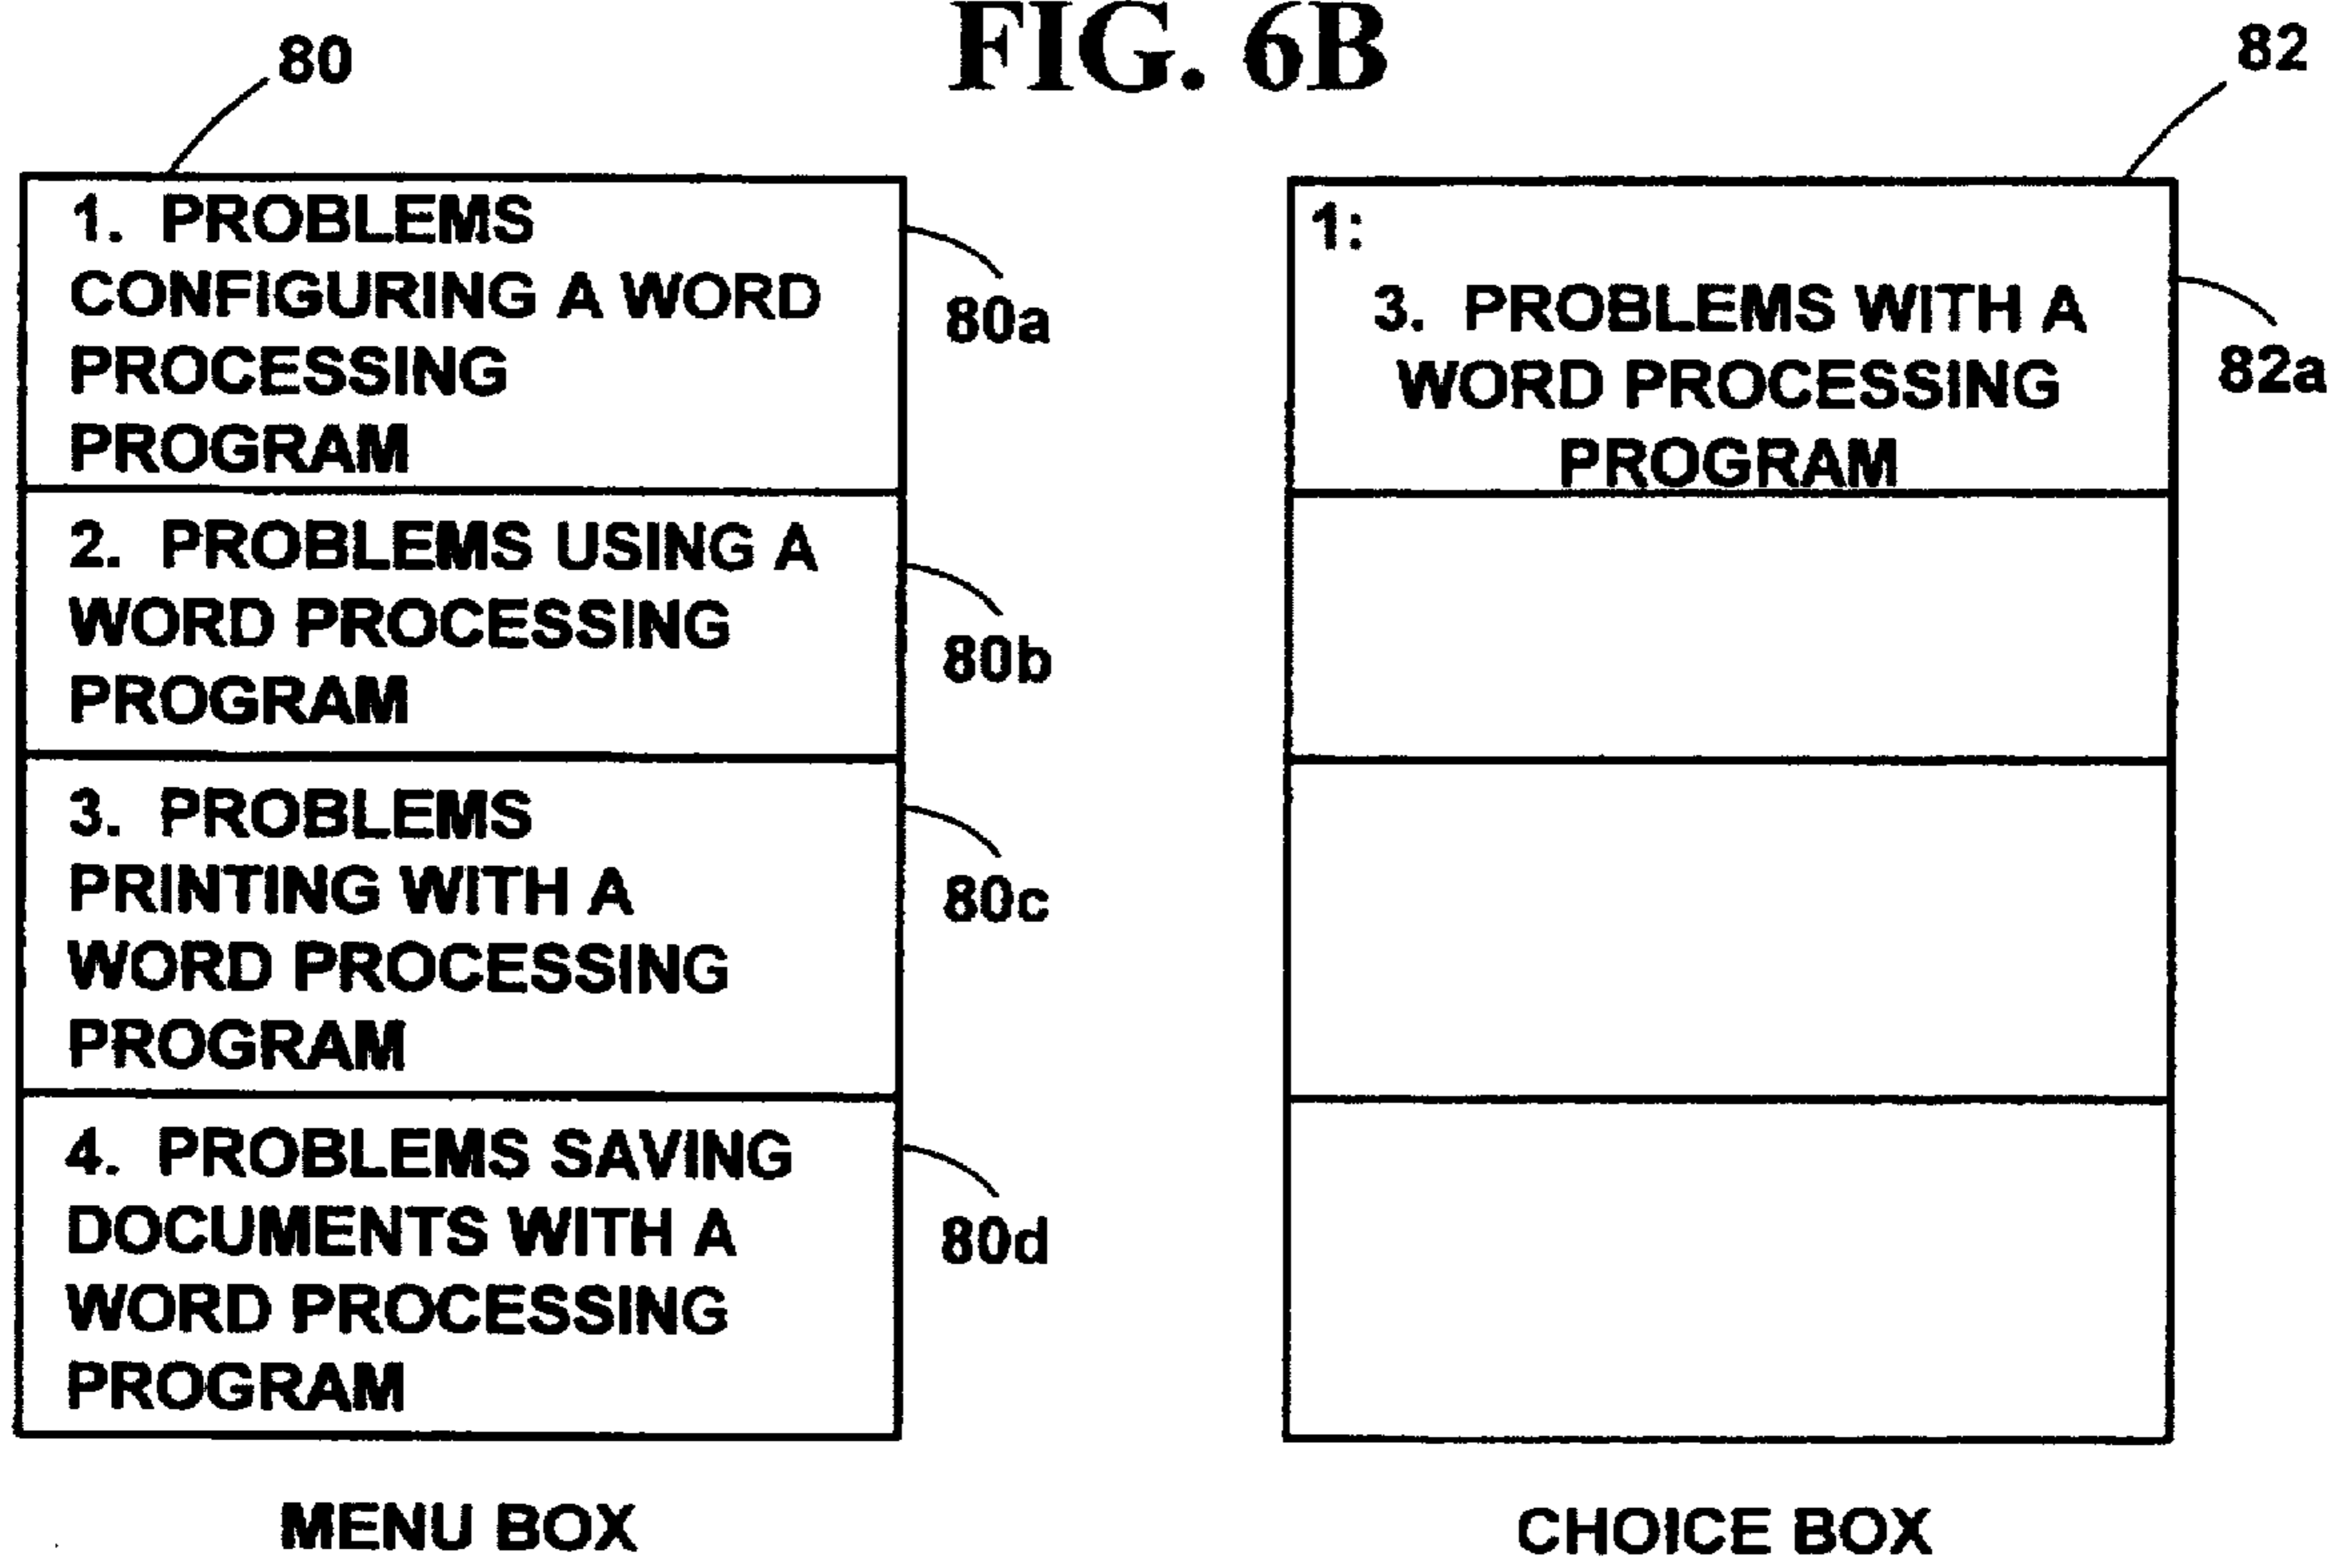 FIG. 6B
80
1. PROBLEMS
CONFIGURING A WORD
PROCESSING
PROGRAM
80a
2. PROBLEMS USING A
WORD PROCESSING
PROGRAM
80b
3. PROBLEMS
PRINTING WITH A
WORD PROCESSING
PROGRAM
80c
4. PROBLEMS SAVING
DOCUMENTS WITH A
WORD PROCESSING
PROGRAM
80d
MENU BOX
82
1:
3. PROBLEMS WITH A
WORD PROCESSING
PROGRAM
82a
CHOICE BOX